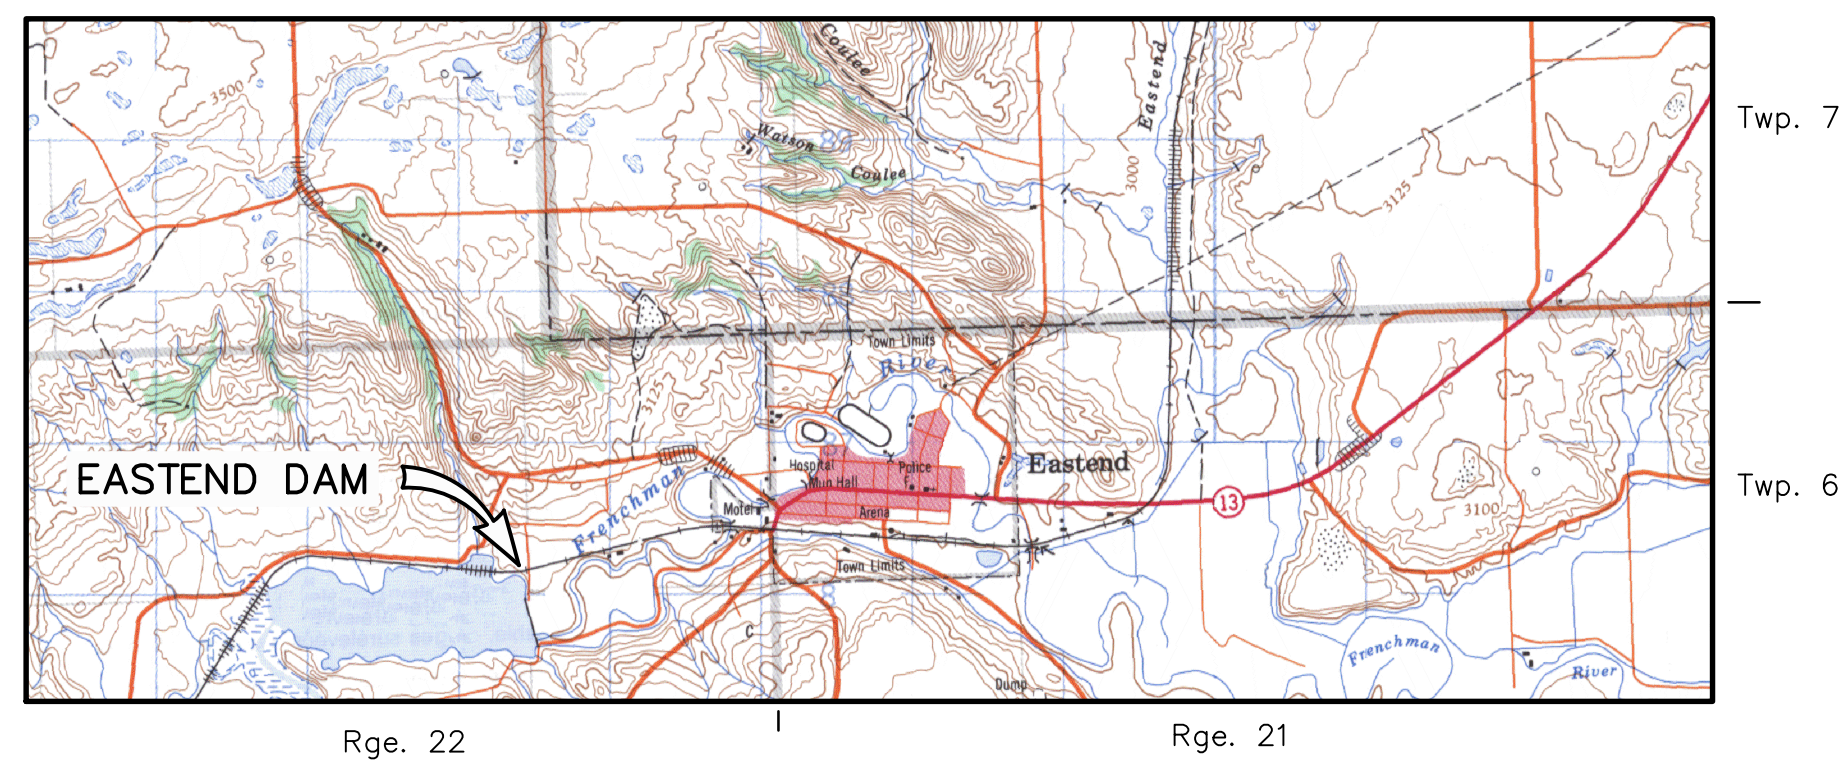 Coulee
Eastend
3500
Twp. 7
Watson
28
Coulee
3000
3125
Town Limits
River
3125
Hospital
Police
Eastend
EASTEND DAM
Mun Hall
Frenchman
Motel
Arena
13
Twp. 6
3100
Town Limits
C
Frenchman
River
Dump
Rge. 22
Rge. 21